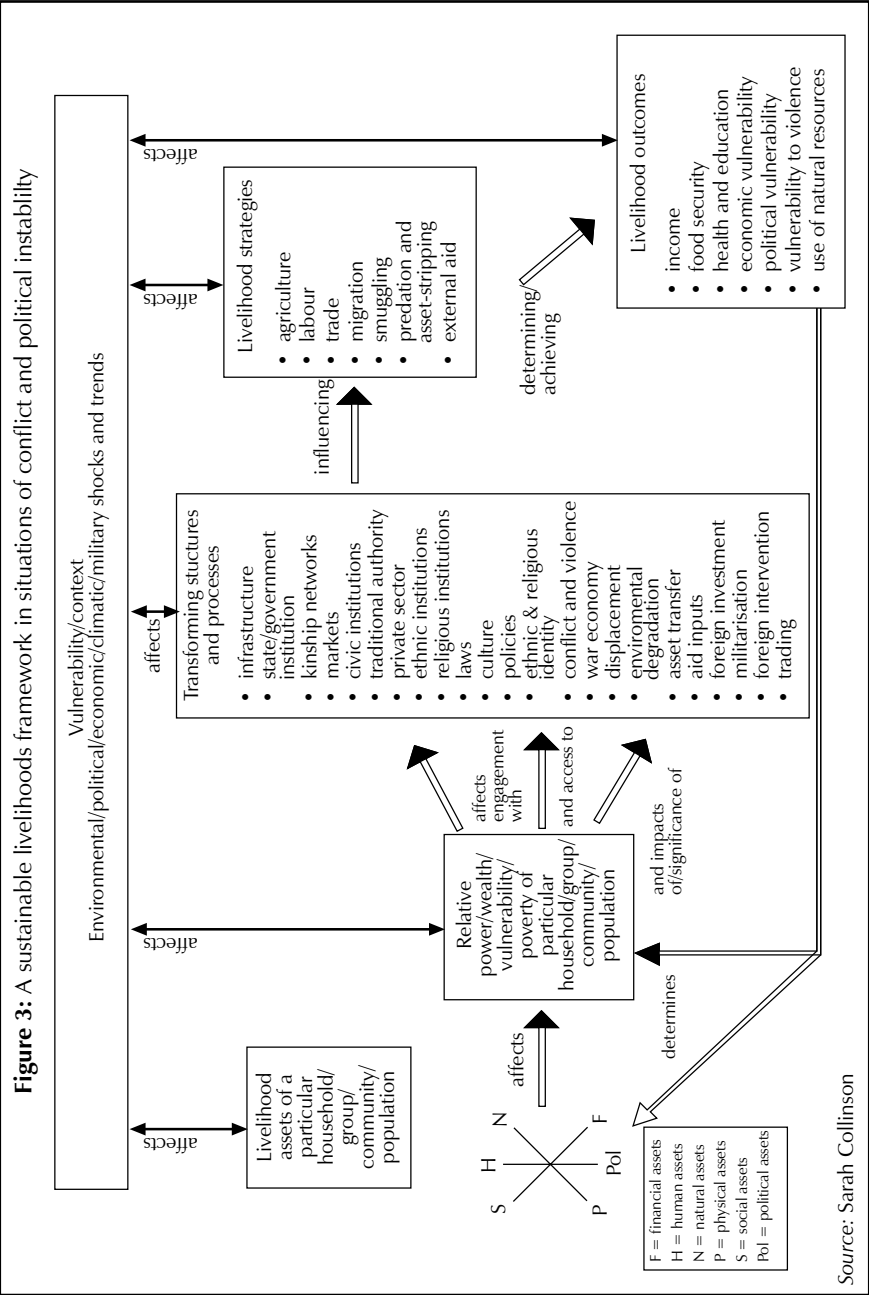 Figure 3: A sustainable livelihoods framework in situations of conflict and political instablilty
Vulnerability/context
Environmental/political/economic/climatic/military shocks and trends
affects
affects
affects
affects
affects
Livelihood
assets of a
particular
household/
group/
community/
population
S
H
N
P
Pol
F
F = financial assets
H = human assets
N = natural assets
P = physical assets
S = social assets
Pol = political assets
affects
Relative
power/wealth/
vulnerability/
poverty of
particular
household/group/
community/
population
determines
affects
engagement
with
and access to
and impacts
of/significance of
Transforming stuctures
and processes
• infrastructure
• state/government
institution
• kinship networks
• markets
• civic institutions
• traditional authority
• private sector
• ethnic institutions
• religious institutions
• laws
• culture
• policies
• ethnic & religious
identity
• conflict and violence
• war economy
• displacement
• enviromental
degradation
• asset transfer
• aid inputs
• foreign investment
• militarisation
• foreign intervention
• trading
influencing
Livelihood strategies
• agriculture
• labour
• trade
• migration
• smuggling
• predation and
asset-stripping
• external aid
determining/
achieving
Livelihood outcomes
• income
• food security
• health and education
• economic vulnerability
• political vulnerability
• vulnerability to violence
• use of natural resources
Source: Sarah Collinson